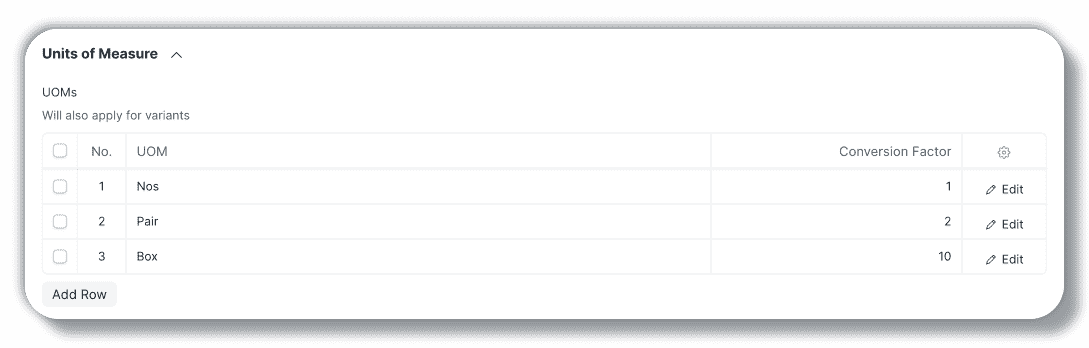 Units of Measure
UOMs
Will also apply for variants
No. UOM Conversion Factor
1 Nos 1 Edit
2 Pair 2 Edit
3 Box 10 Edit
Add Row